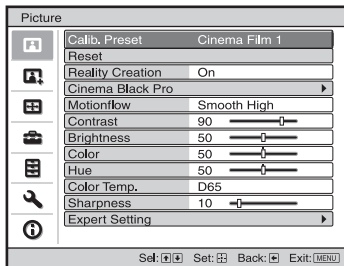 Picture
Calib. Preset Cinema Film 1
Reset
Reality Creation On
Cinema Black Pro
Motionflow Smooth High
Contrast 90
Brightness 50
Color 50
Hue 50
Color Temp. D65
Sharpness 10
Expert Setting
Sel: Set: Back: Exit: MENU